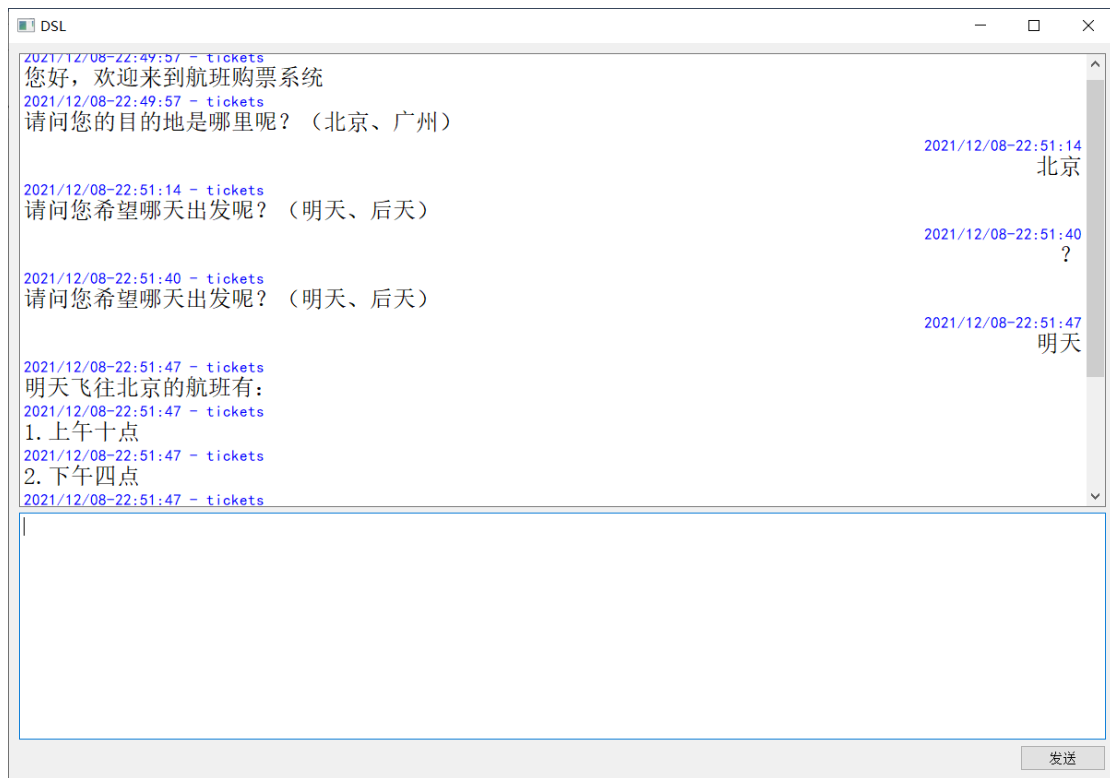 DSL
2021/12/08-22:49:57 - tickets
您好，欢迎来到航班购票系统
2021/12/08-22:49:57 - tickets
请问您的目的地是哪里呢？（北京、广州）
2021/12/08-22:51:14
北京
2021/12/08-22:51:14 - tickets
请问您希望哪天出发呢？（明天、后天）
2021/12/08-22:51:40
？
2021/12/08-22:51:40 - tickets
请问您希望哪天出发呢？（明天、后天）
2021/12/08-22:51:47
明天
2021/12/08-22:51:47 - tickets
明天飞往北京的航班有：
2021/12/08-22:51:47 - tickets
1.上午十点
2021/12/08-22:51:47 - tickets
2.下午四点
2021/12/08-22:51:47 - tickets
发送